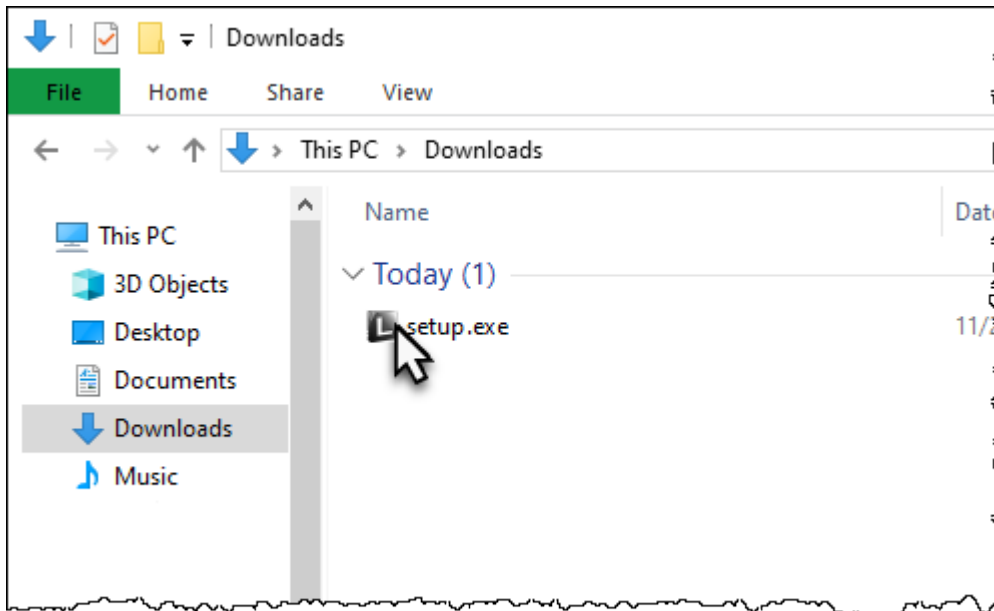 Downloads
File Home Share View
This PC > Downloads
Name
This PC
Today (1)
3D Objects
Desktop
L setup.exe
Documents
Downloads
Music